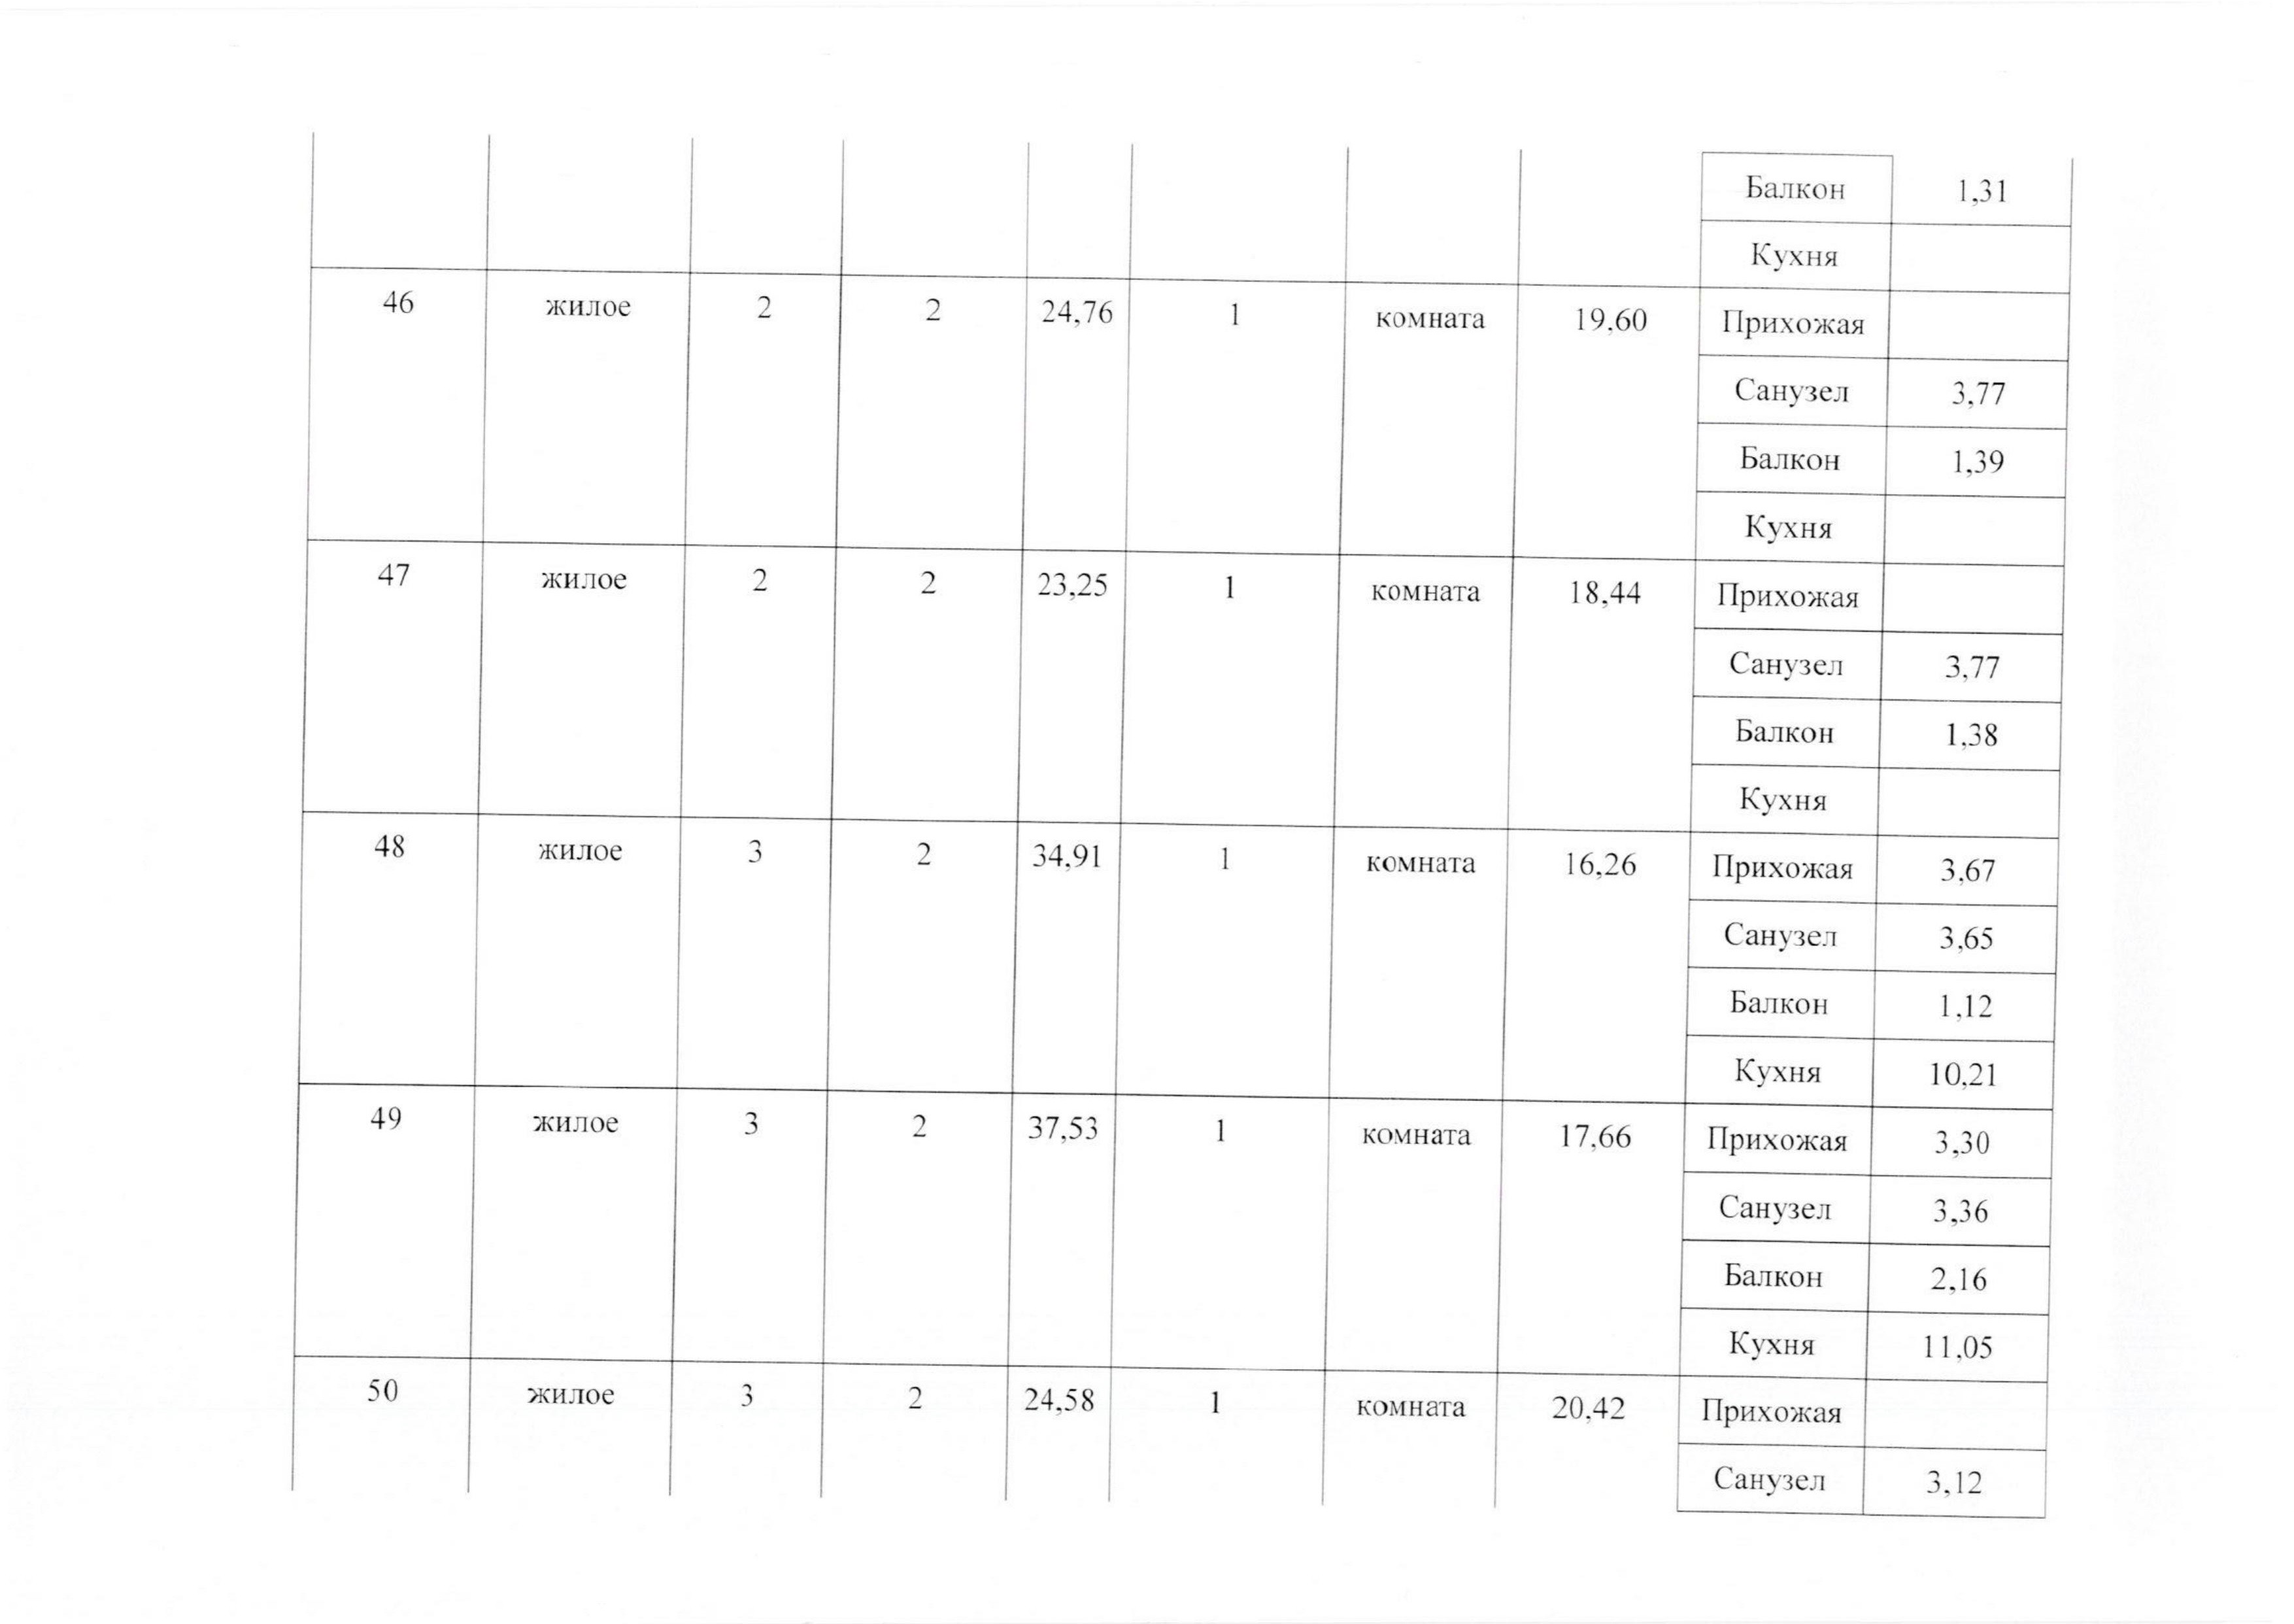 Балкон 1,31
Кухня
46 жилое 2 2 24,76 1 комната 19,60 Прихожая
Санузел 3,77
Балкон 1,39
Кухня
47 жилое 2 2 23,25 1 комната 18,44 Прихожая
Санузел 3,77
Балкон 1,38
Кухня
48 жилое 3 2 34,91 1 комната 16,26 Прихожая 3,67
Санузел 3,65
Балкон 1,12
Кухня 10,21
49 жилое 3 2 37,53 1 комната 17,66 Прихожая 3,30
Санузел 3,36
Балкон 2,16
Кухня 11,05
50 жилое 3 2 24,58 1 комната 20,42 Прихожая
Санузел 3,12